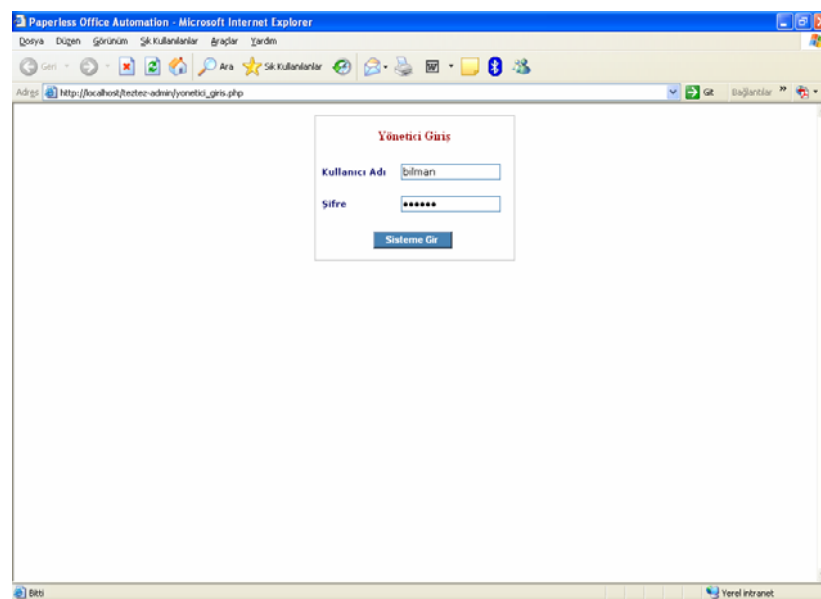 Paperless Office Automation - Microsoft Internet Explorer
Dosya Düzen Görünüm Sık Kullanılanlar Araçlar Yardım
Geri Ara Sık Kullanılanlar
Adres http://localhost/teztez-admin/yonetici_giris.php Git Bağlantılar »
Yönetici Giriş
Kullanıcı Adı bilman
Şifre ••••••
Sisteme Gir
Bitti Yerel intranet